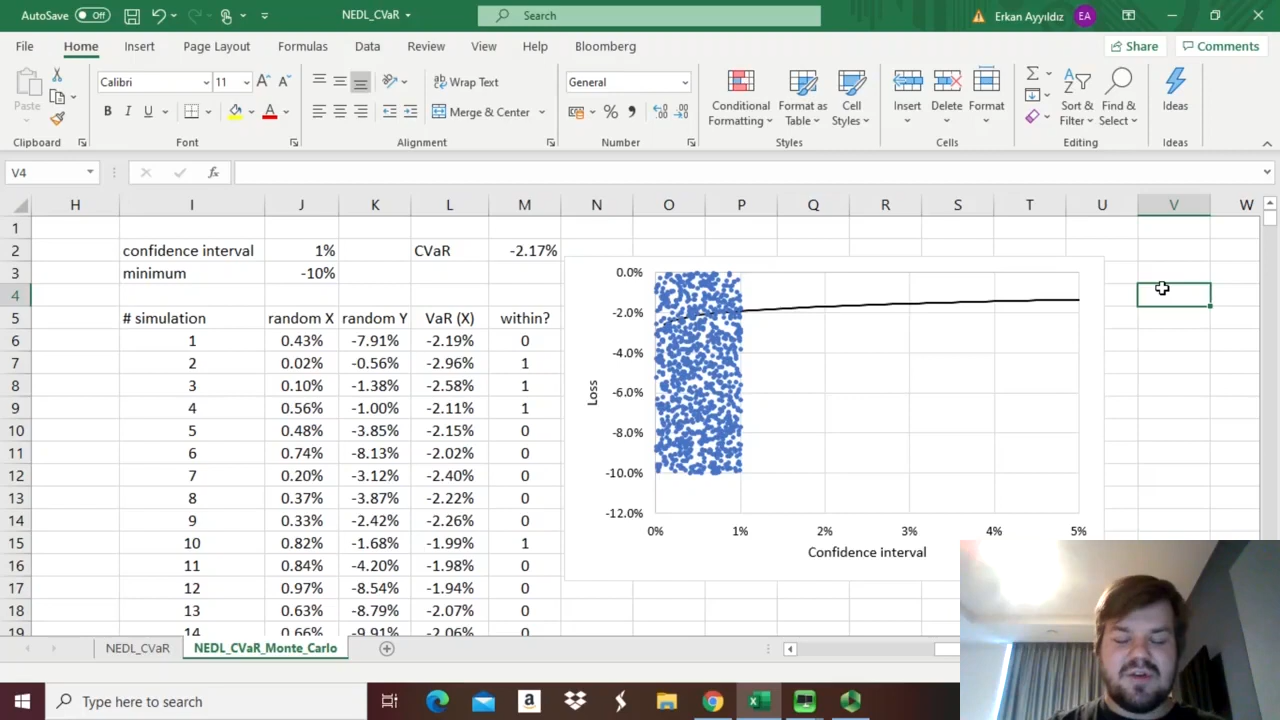 AutoSave Off NEDL_CVaR Search Erkan Ayyıldız EA
File Home Insert Page Layout Formulas Data Review View Help Bloomberg Share Comments
Paste Calibri 11 Wrap Text General Conditional Formatting Format as Table Cell Styles Insert Delete Format Sort & Filter Find & Select Ideas
B I U A Merge & Center
Clipboard Font Alignment Number Styles Cells Editing Ideas
V4 fx
H I J K L M N O P Q R S T U V W
1
2 confidence interval 1% CVaR -2.17%
3 minimum -10%
4
5 # simulation random X random Y VaR (X) within?
6 1 0.43% -7.91% -2.19% 0
7 2 0.02% -0.56% -2.96% 1
8 3 0.10% -1.38% -2.58% 1
9 4 0.56% -1.00% -2.11% 1
10 5 0.48% -3.85% -2.15% 0
11 6 0.74% -8.13% -2.02% 0
12 7 0.20% -3.12% -2.40% 0
13 8 0.37% -3.87% -2.22% 0
14 9 0.33% -2.42% -2.26% 0
15 10 0.82% -1.68% -1.99% 1
16 11 0.84% -4.20% -1.98% 0
17 12 0.97% -8.54% -1.94% 0
18 13 0.63% -8.79% -2.07% 0
19 14 0.66% -9.91% -2.06% 0
0.0%
-2.0%
-4.0%
-6.0%
-8.0%
-10.0%
-12.0%
Loss
0% 1% 2% 3% 4% 5%
Confidence interval
NEDL_CVaR NEDL_CVaR_Monte_Carlo
Type here to search